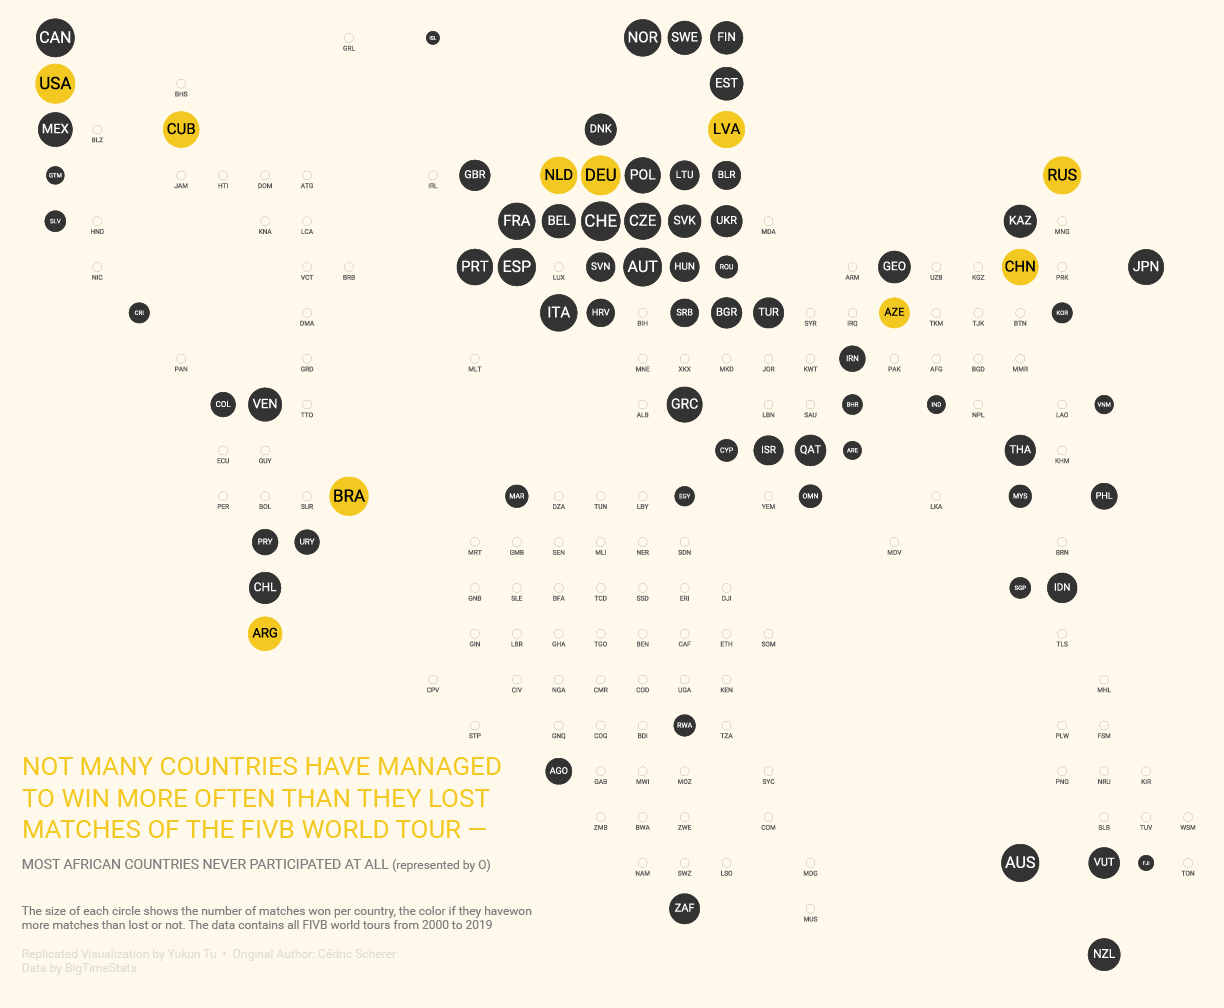 CAN GRL ISL NOR SWE FIN
USA BHS EST
MEX BLZ CUB DNK LVA
GTM JAM HTI DOM ATG IRL GBR NLD DEU POL LTU BLR RUS
SLV HND KNA LCA FRA BEL CHE CZE SVK UKR MDA KAZ MNG
NIC VCT BRB PRT ESP LUX SVN AUT HUN ROU ARM GEO UZB KGZ CHN PRK JPN
CRI DMA ITA HRV BIH SRB BGR TUR SYR IRQ AZE TKM TJK BTN KOR
PAN GRD MLT MNE XKX MKD JOR KWT IRN PAK AFG BGD MMR
COL VEN TTO ALB GRC LBN SAU BHR IND NPL LAO VNM
ECU GUY CYP ISR QAT ARE THA KHM
PER BOL SUR BRA MAR DZA TUN LBY EGY YEM OMN LKA MYS PHL
PRY URY MRT GMB SEN MLI NER SDN MDV BRN
CHL GNB SLE BFA TCD SSD ERI DJI SGP IDN
ARG GIN LBR GHA TGO BEN CAF ETH SOM TLS
CPV CIV NGA CMR COD UGA KEN MHL
STP GNQ COG BDI RWA TZA PLW FSM
AGO GAB MWI MOZ SYC PNG NRU KIR
ZMB BWA ZWE COM SLB TUV WSM
NAM SWZ LSO MDG AUS VUT FJI TON
ZAF MUS
NZL
NOT MANY COUNTRIES HAVE MANAGED
TO WIN MORE OFTEN THAN THEY LOST
MATCHES OF THE FIVB WORLD TOUR —
MOST AFRICAN COUNTRIES NEVER PARTICIPATED AT ALL (represented by O)
The size of each circle shows the number of matches won per country, the color if they havewon
more matches than lost or not. The data contains all FIVB world tours from 2000 to 2019
Replicated Visualization by Yukun Tu • Original Author: Cédric Scherer
Data by BigTimeStats